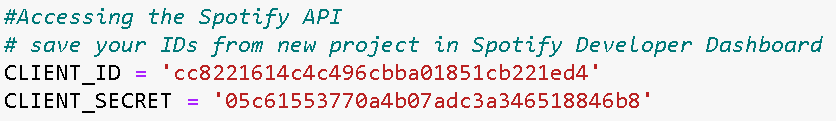 #Accessing the Spotify API
# save your IDs from new project in Spotify Developer Dashboard
CLIENT_ID = 'cc8221614c4c496cbba01851cb221ed4'
CLIENT_SECRET = '05c61553770a4b07adc3a346518846b8'